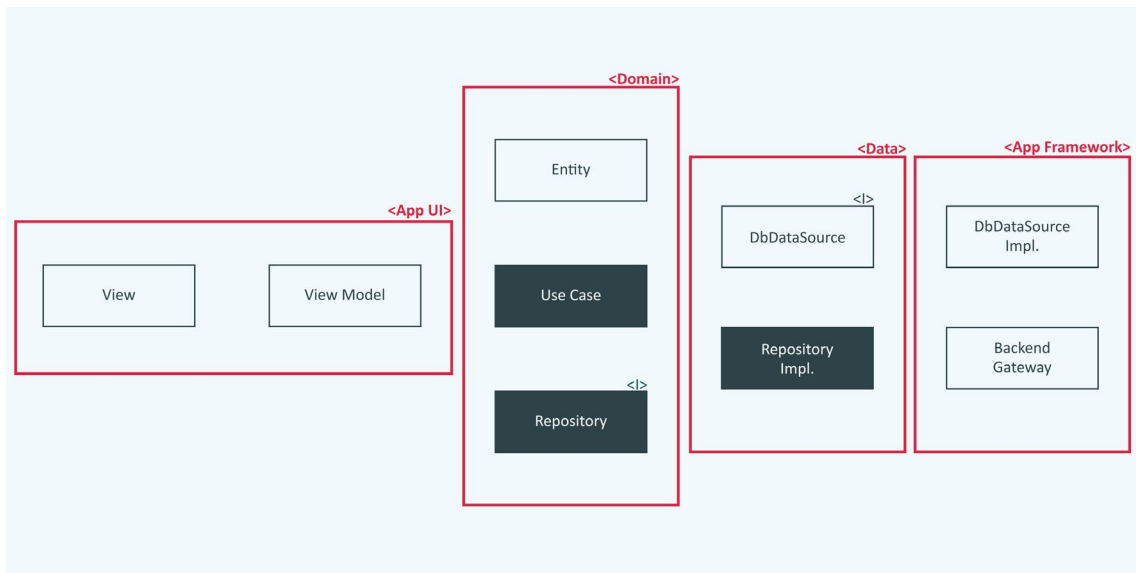 <App UI>
View
View Model
<Domain>
Entity
Use Case
<I>
Repository
<Data>
<I>
DbDataSource
Repository
Impl.
<App Framework>
DbDataSource
Impl.
Backend
Gateway